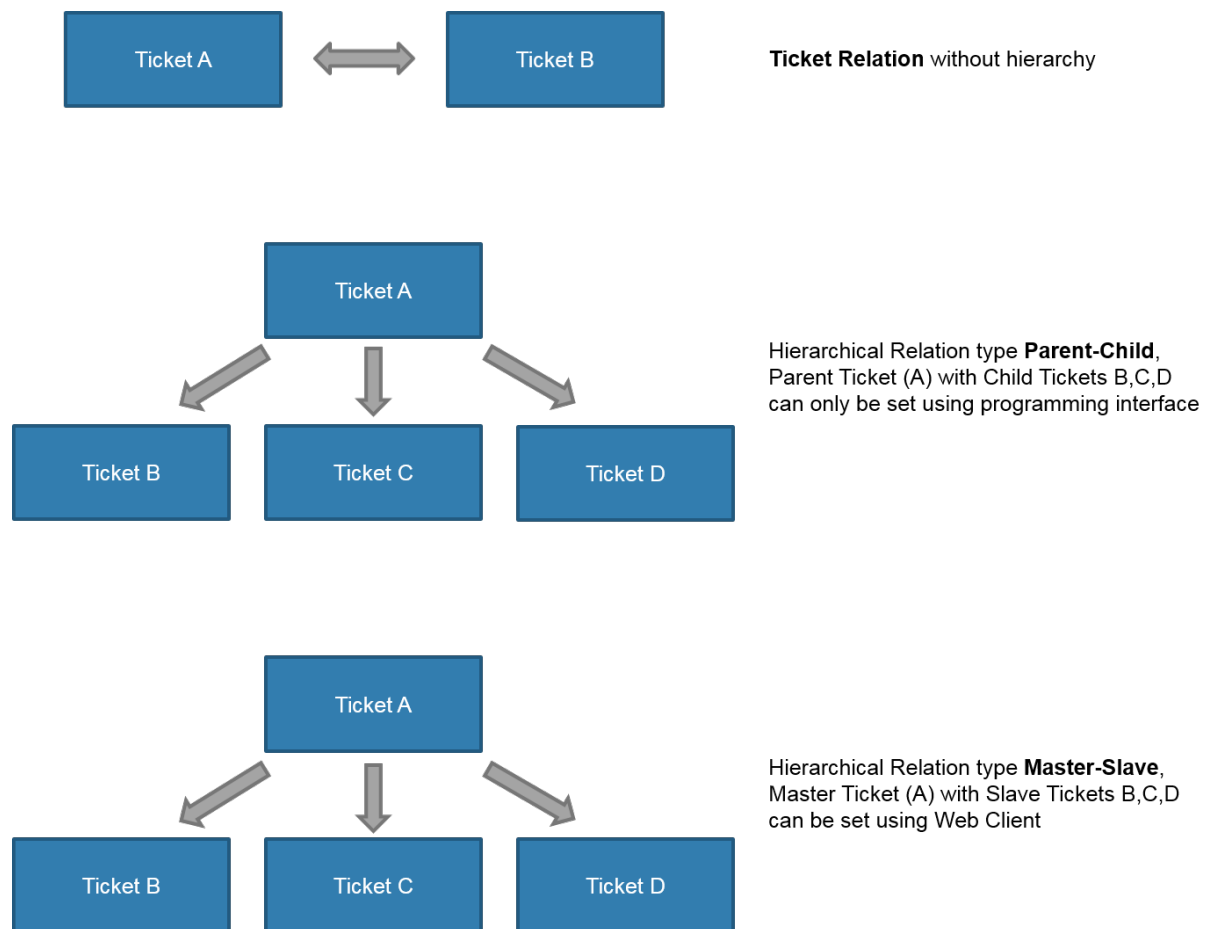 Ticket A
Ticket B
Ticket Relation without hierarchy
Ticket A
Hierarchical Relation type Parent-Child,
Parent Ticket (A) with Child Tickets B,C,D
can only be set using programming interface
Ticket B
Ticket C
Ticket D
Ticket A
Hierarchical Relation type Master-Slave,
Master Ticket (A) with Slave Tickets B,C,D
can be set using Web Client
Ticket B
Ticket C
Ticket D